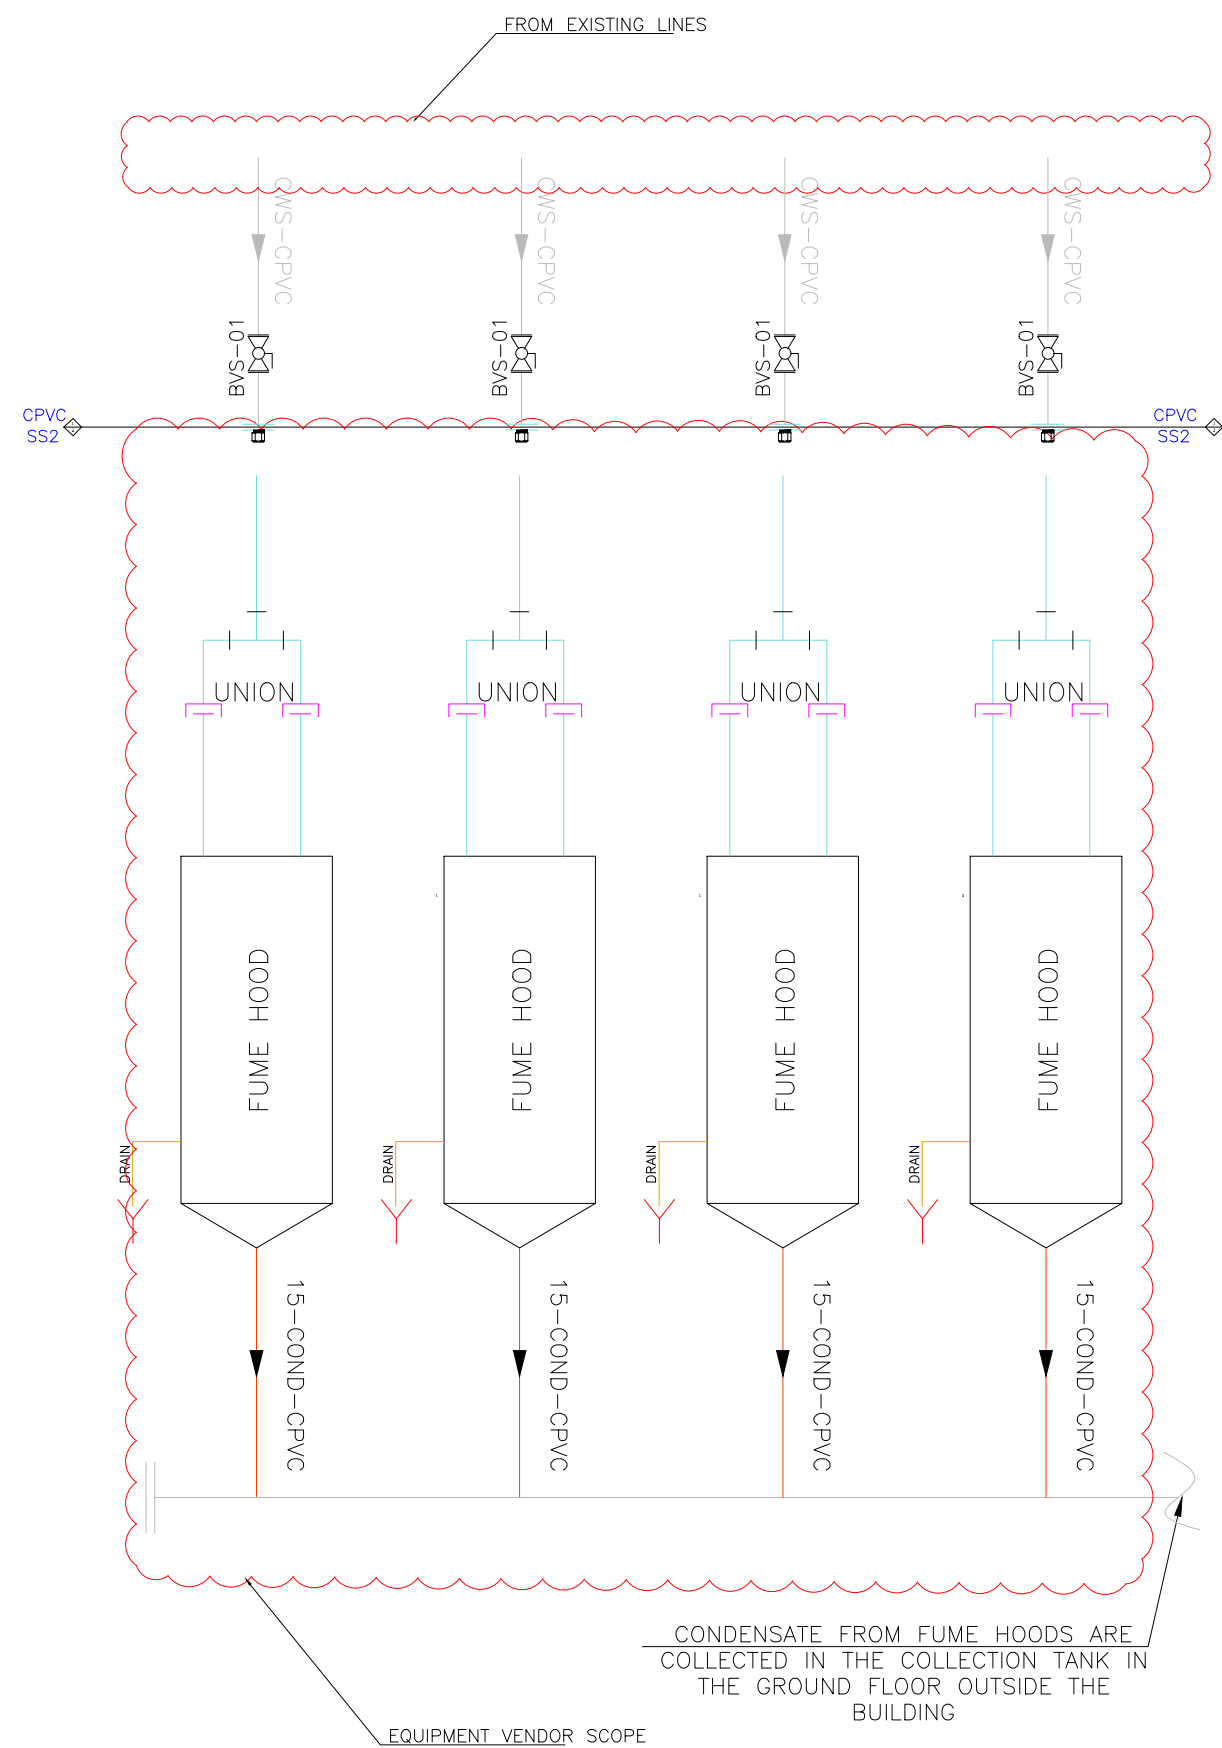 FROM EXISTING LINES
CWS-CPVC
CWS-CPVC
CWS-CPVC
CWS-CPVC
BVS-01
BVS-01
BVS-01
BVS-01
CPVC
SS2
CPVC
SS2
UNION
UNION
UNION
UNION
FUME HOOD
FUME HOOD
FUME HOOD
FUME HOOD
DRAIN
DRAIN
DRAIN
DRAIN
15-COND-CPVC
15-COND-CPVC
15-COND-CPVC
15-COND-CPVC
CONDENSATE FROM FUME HOODS ARE
COLLECTED IN THE COLLECTION TANK IN
THE GROUND FLOOR OUTSIDE THE
BUILDING
EQUIPMENT VENDOR SCOPE